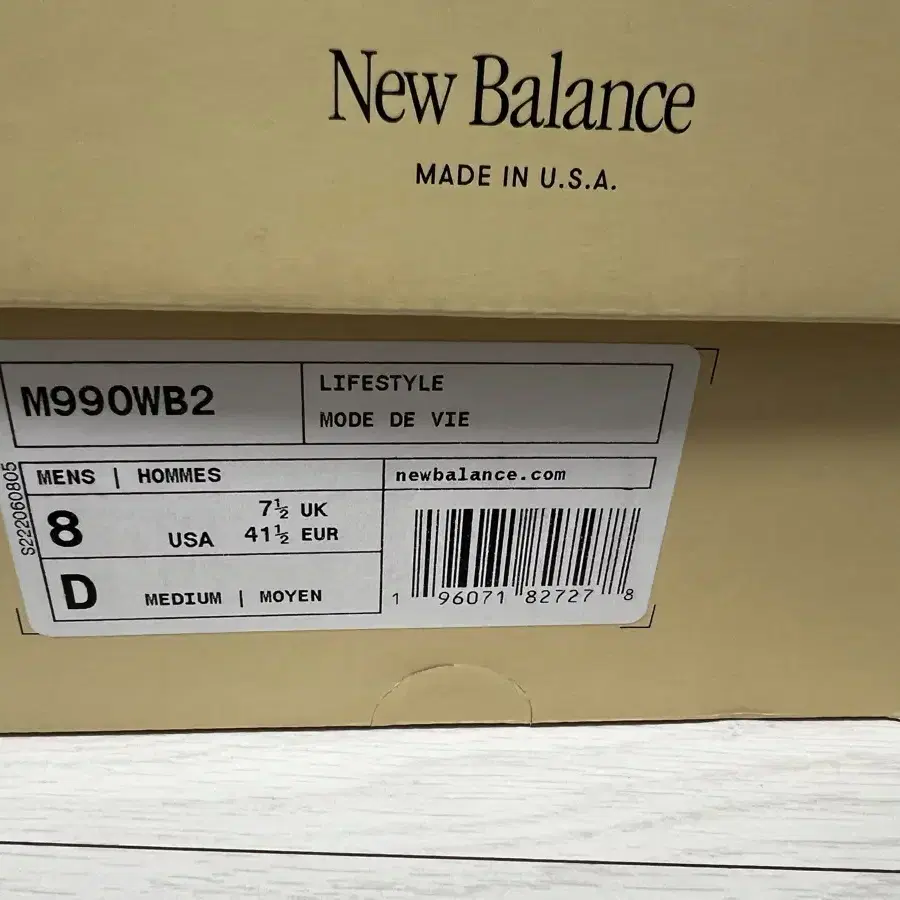 New Balance
MADE IN U.S.A.
M990WB2
LIFESTYLE
MODE DE VIE
S222060805
MENS | HOMMES
newbalance.com
8 USA 7½ UK
41½ EUR
D MEDIUM | MOYEN
1 96071 82727 8